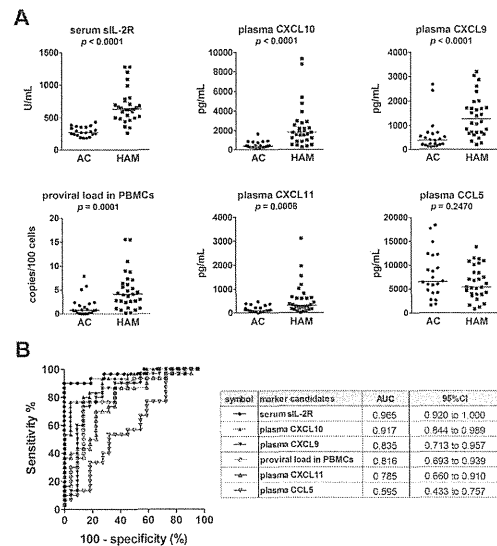 A
serum sIL-2R
p < 0.0001
U/mL
1500
1000
500
0
AC HAM
plasma CXCL10
p < 0.0001
pg/mL
10000
8000
6000
4000
2000
0
AC HAM
plasma CXCL9
p < 0.0001
pg/mL
4000
3000
2000
1000
0
AC HAM
proviral load in PBMCs
p = 0.0001
copies/100 cells
20
15
10
5
0
AC HAM
plasma CXCL11
p = 0.0006
pg/mL
4000
3000
2000
1000
0
AC HAM
plasma CCL5
p = 0.2470
pg/mL
20000
15000
10000
5000
0
AC HAM
B
Sensitivity %
100
80
60
40
20
0
0 20 40 60 80 100
100 - specificity (%)
symbol marker candidates AUC 95%CI
serum sIL-2R 0.965 0.920 to 1.000
plasma CXCL10 0.917 0.844 to 0.989
plasma CXCL9 0.835 0.713 to 0.957
proviral load in PBMCs 0.816 0.693 to 0.939
plasma CXCL11 0.785 0.660 to 0.910
plasma CCL5 0.595 0.433 to 0.757